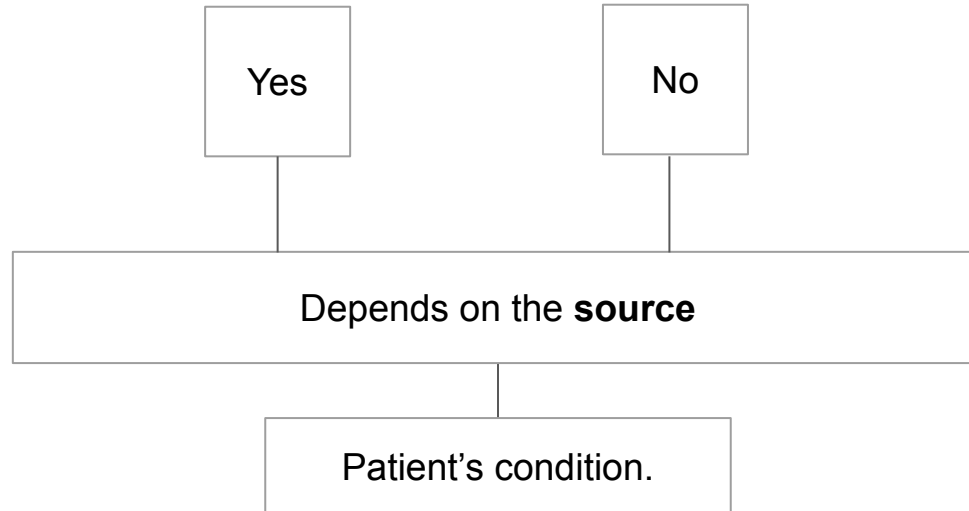 Yes
No
Depends on the source
Patient’s condition.